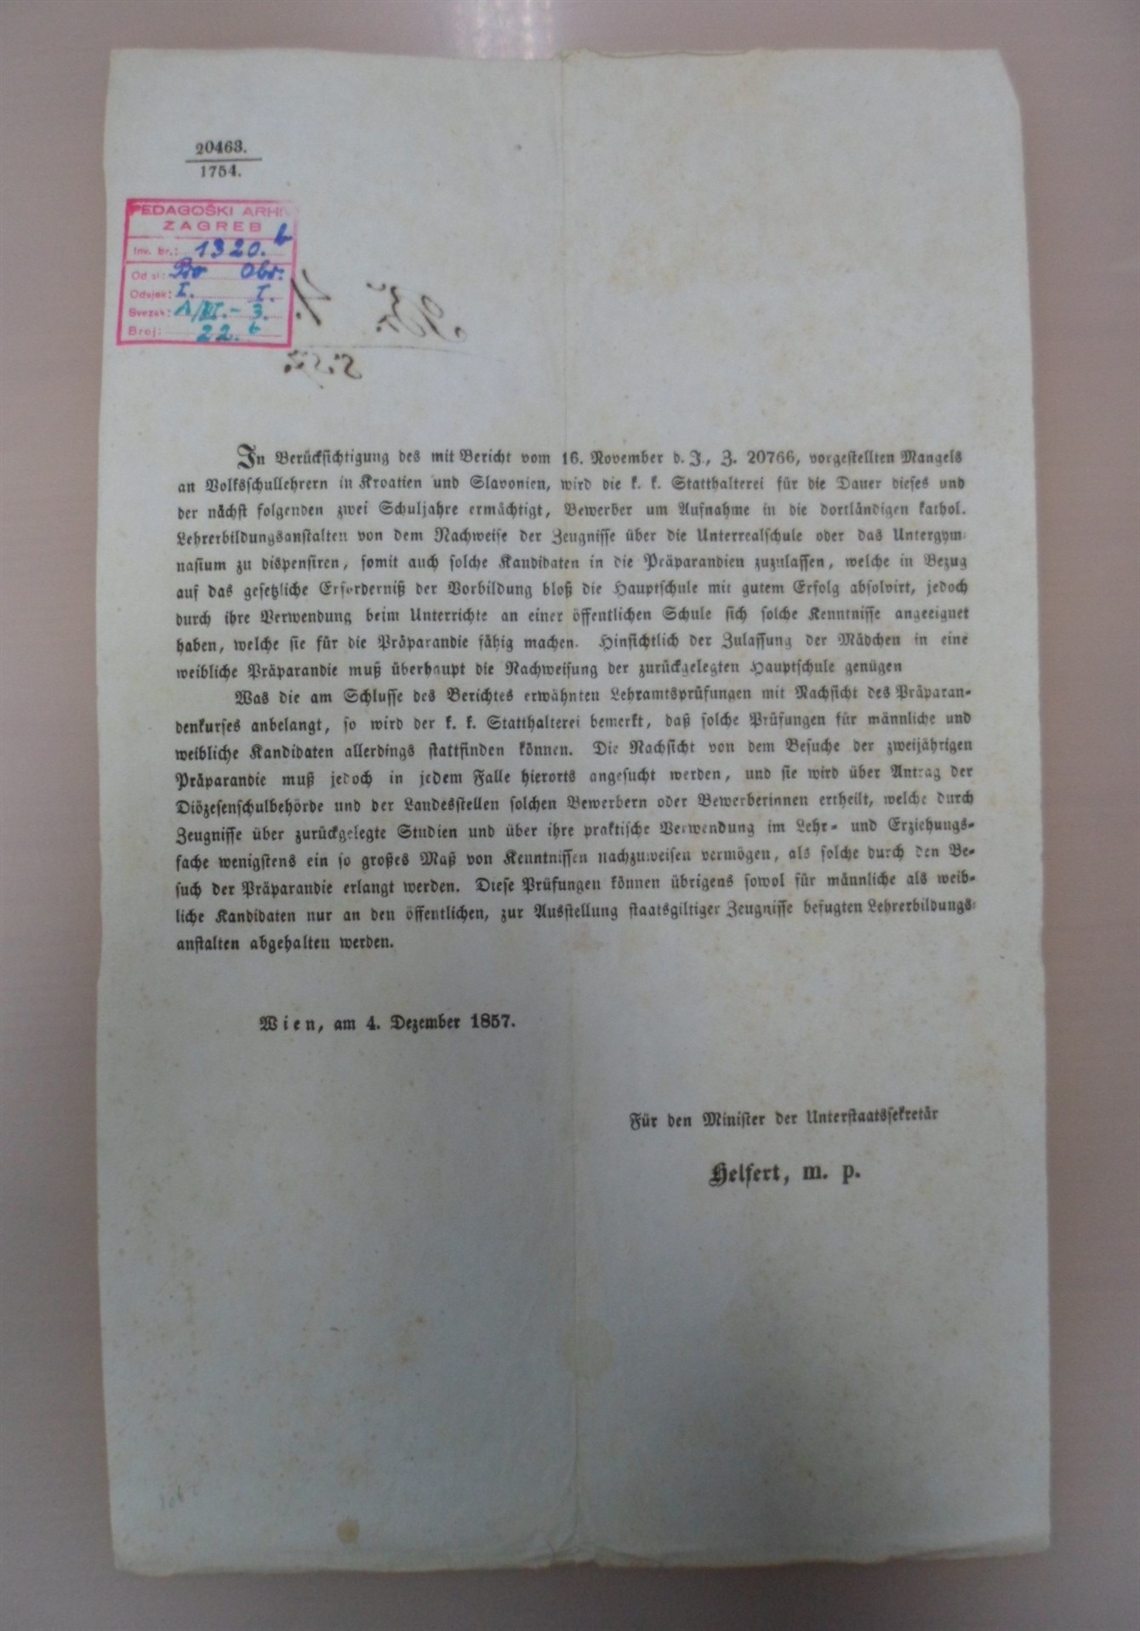 20463.
1754.
PEDAGOŠKI ARHIV
ZAGREB
Inv. br.: 1320. b
Od sl: Obr.
Odsjek: I. I.
Svezak: A/VI.- 3.
Broj: 22. b
In Berücksichtigung des mit Bericht vom 16. November d. J., Z. 20766, vorgestellten Mangels
an Volksschullehrern in Kroatien und Slavonien, wird die k. k. Statthalterei für die Dauer dieses und
der nächst folgenden zwei Schuljahre ermächtigt, Bewerber um Aufnahme in die dortländigen kathol.
Lehrerbildungsanstalten von dem Nachweise der Zeugnisse über die Unterrealschule oder das Untergym-
nasium zu dispensiren, somit auch solche Kandidaten in die Präparandien zuzulassen, welche in Bezug
auf das gesetzliche Erforderniß der Vorbildung bloß die Hauptschule mit gutem Erfolg absolvirt, jedoch
durch ihre Verwendung beim Unterrichte an einer öffentlichen Schule sich solche Kenntnisse angeeignet
haben, welche sie für die Präparandie fähig machen. Hinsichtlich der Zulassung der Mädchen in eine
weibliche Präparandie muß überhaupt die Nachweisung der zurückgelegten Hauptschule genügen
Was die am Schlusse des Berichtes erwähnten Lehramtsprüfungen mit Nachsicht des Präparan-
denkurses anbelangt, so wird der k. k. Statthalterei bemerkt, daß solche Prüfungen für männliche und
weibliche Kandidaten allerdings stattfinden können. Die Nachsicht von dem Besuche der zweijährigen
Präparandie muß jedoch in jedem Falle hierorts angesucht werden, und sie wird über Antrag der
Diözesenschulbehörde und der Landesstellen solchen Bewerbern oder Bewerberinnen ertheilt, welche durch
Zeugnisse über zurückgelegte Studien und über ihre praktische Verwendung im Lehr- und Erziehungs-
fache wenigstens ein so großes Maß von Kenntnissen nachzuweisen vermögen, als solche durch den Be-
such der Präparandie erlangt werden. Diese Prüfungen können übrigens sowol für männliche als weib-
liche Kandidaten nur an den öffentlichen, zur Ausstellung staatsgiltiger Zeugnisse befugten Lehrerbildungs-
anstalten abgehalten werden.
Wien, am 4. Dezember 1857.
Für den Minister der Unterstaatssekretär
Helfert, m. p.